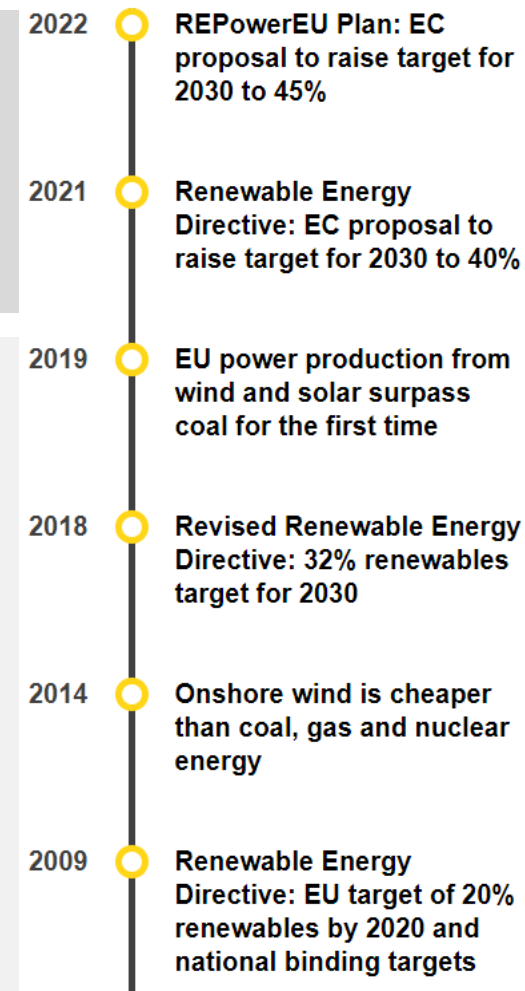 2022
REPowerEU Plan: EC
proposal to raise target for
2030 to 45%
2021
Renewable Energy
Directive: EC proposal to
raise target for 2030 to 40%
2019
EU power production from
wind and solar surpass
coal for the first time
2018
Revised Renewable Energy
Directive: 32% renewables
target for 2030
2014
Onshore wind is cheaper
than coal, gas and nuclear
energy
2009
Renewable Energy
Directive: EU target of 20%
renewables by 2020 and
national binding targets